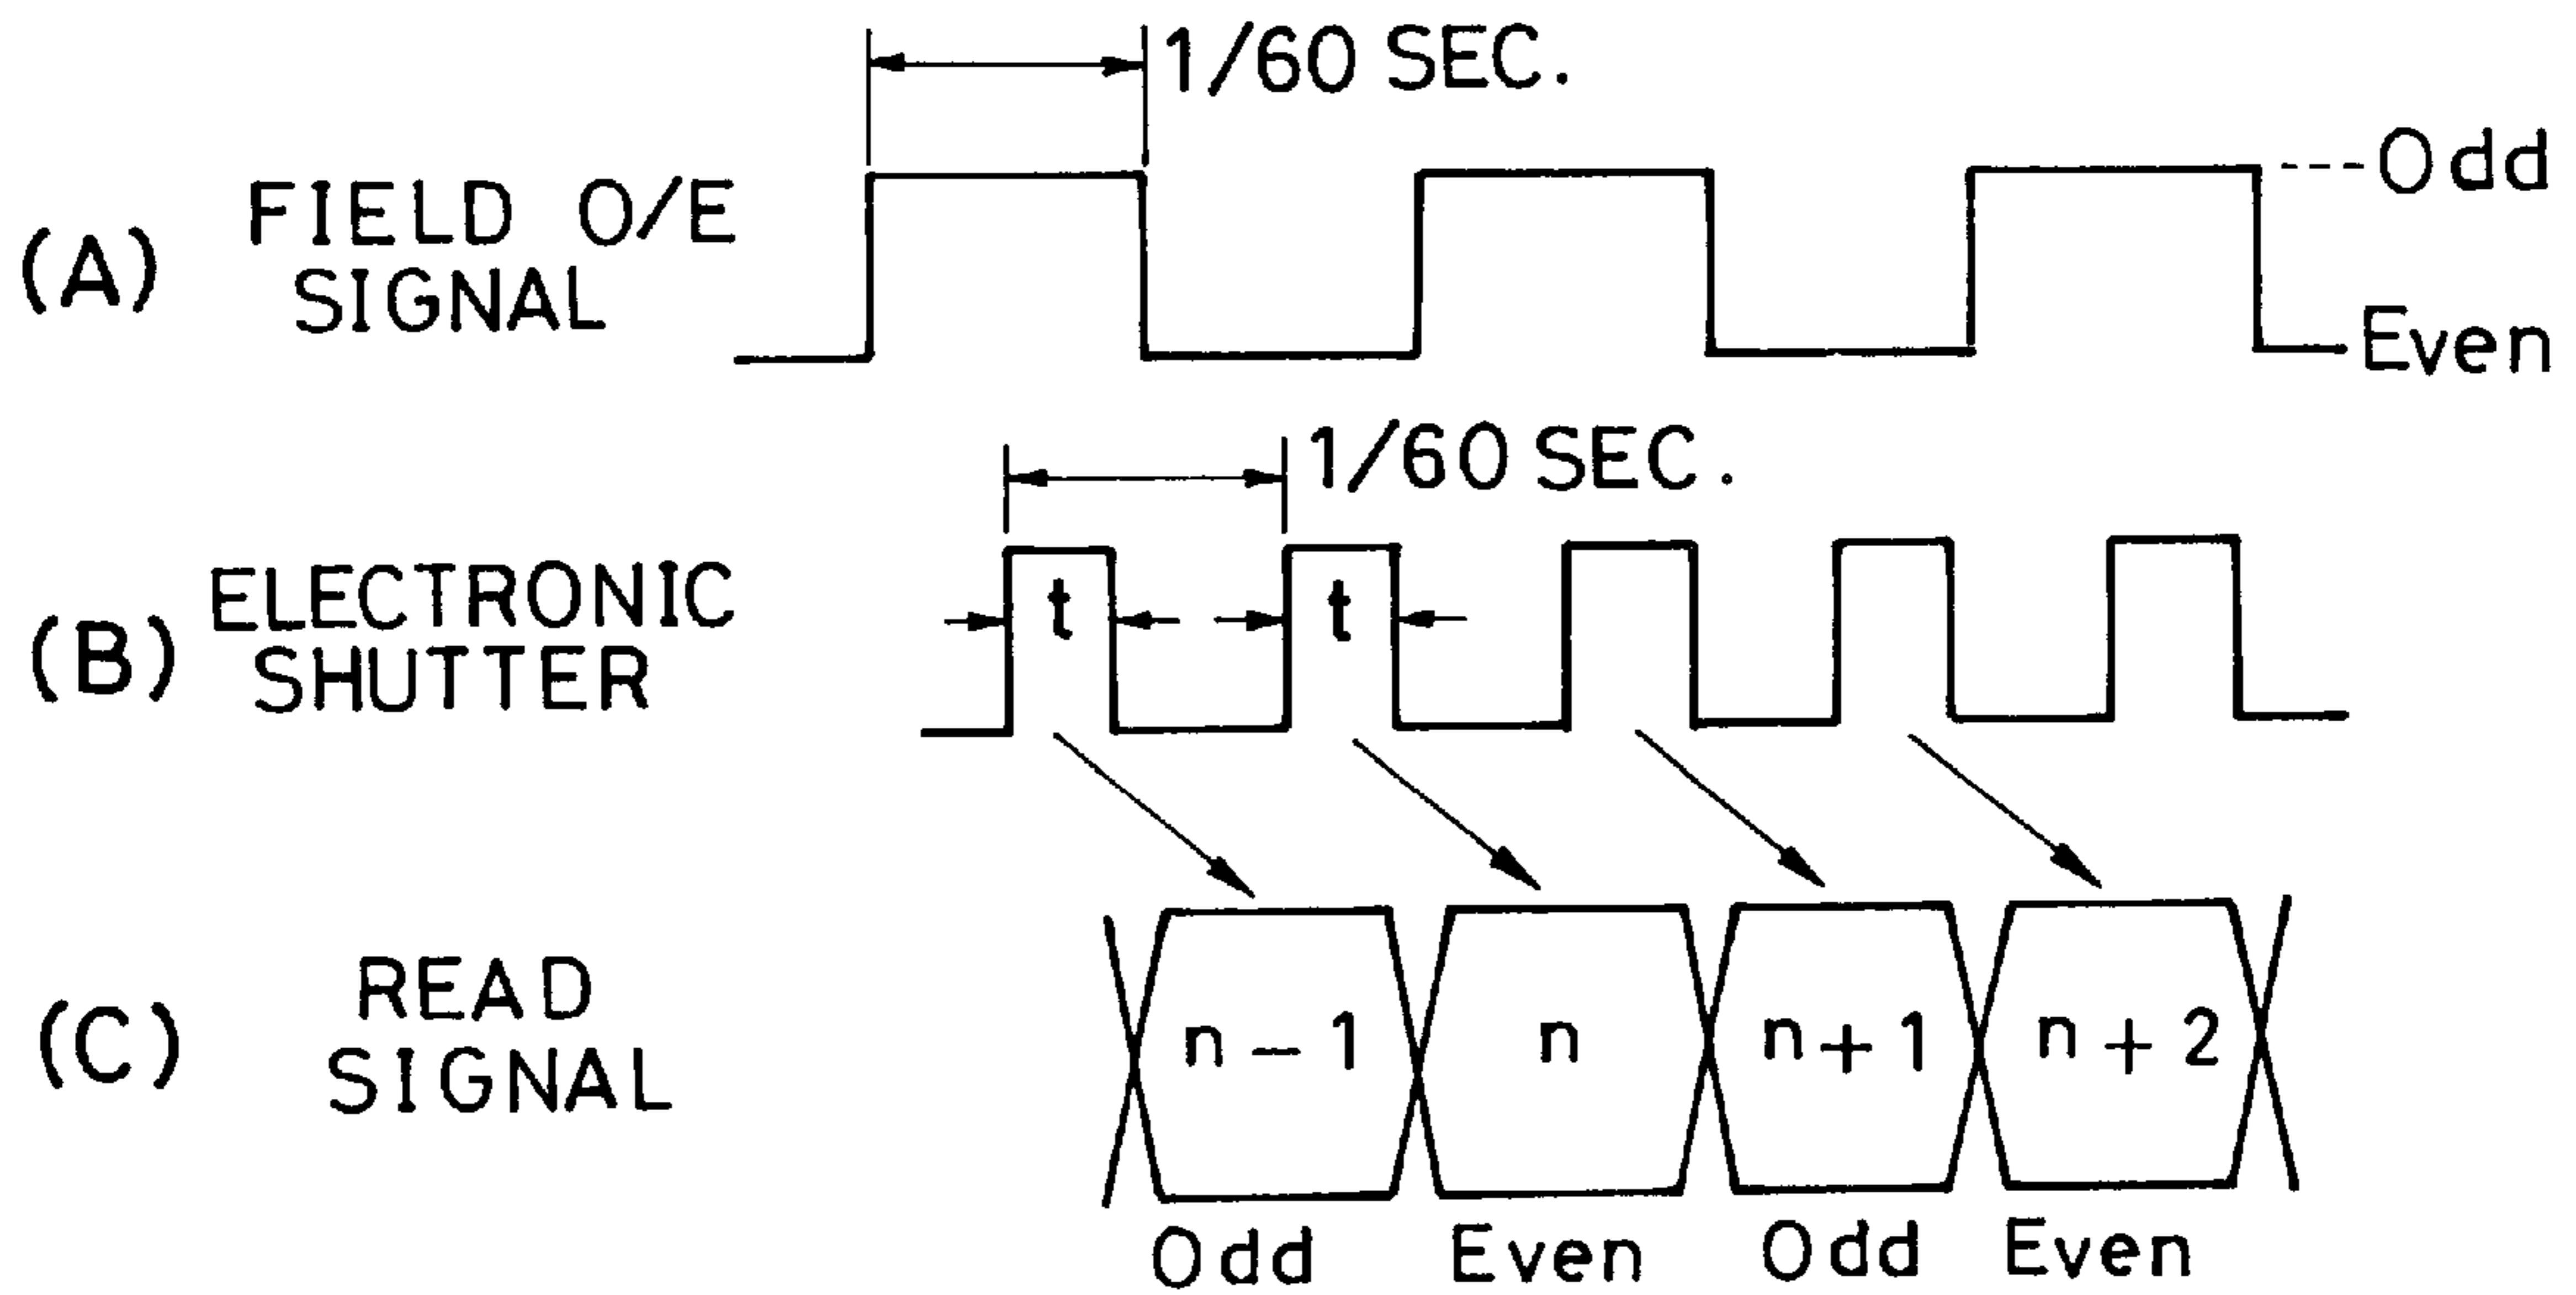 1/60 SEC.
(A) FIELD O/E SIGNAL
Odd
Even
1/60 SEC.
(B) ELECTRONIC SHUTTER
t t
(C) READ SIGNAL
n - 1 n n + 1 n + 2
Odd Even Odd Even